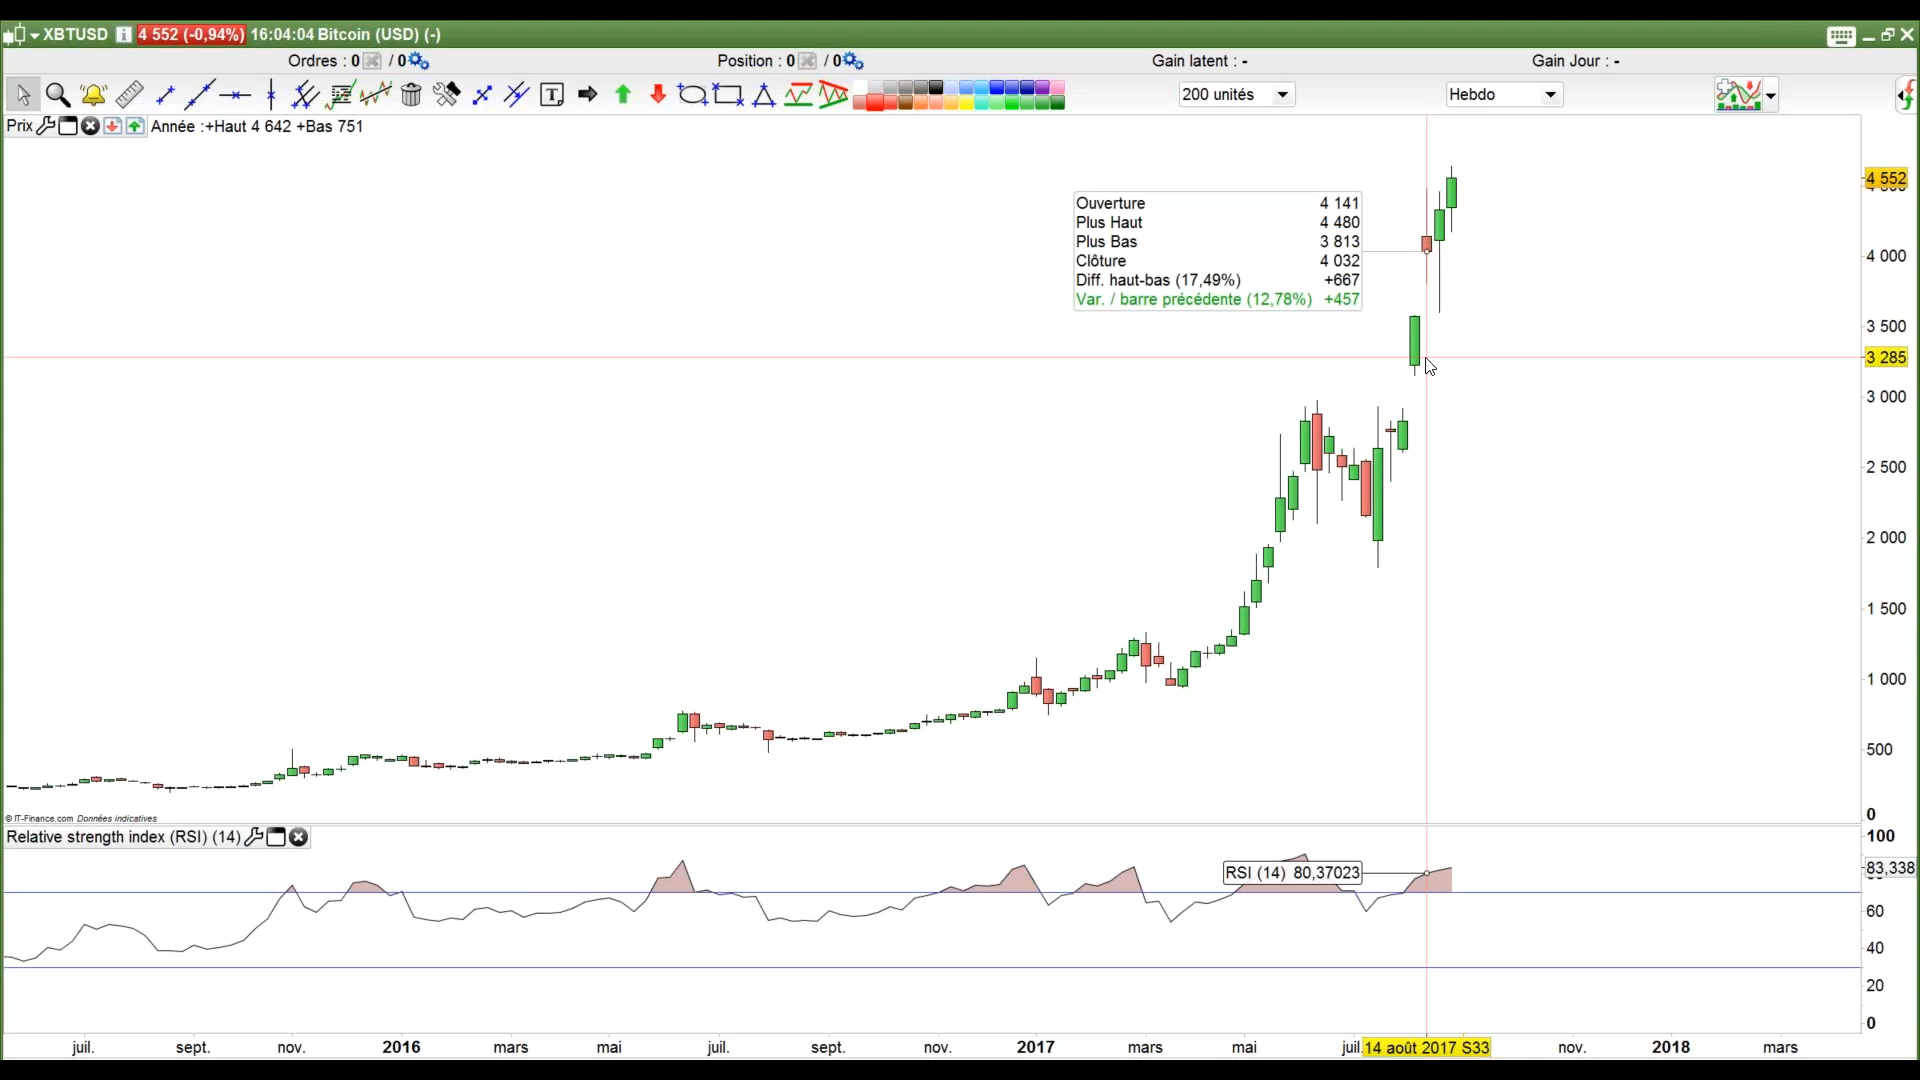 XBTUSD 4 552 (-0,94%) 16:04:04 Bitcoin (USD) (-)
Ordres : 0 / 0 Position : 0 / 0 Gain latent : - Gain Jour : -
200 unités Hebdo
Prix Année :+Haut 4 642 +Bas 751
4 552
Ouverture 4 141
Plus Haut 4 480
Plus Bas 3 813
Clôture 4 032
Diff. haut-bas (17,49%) +667
Var. / barre précédente (12,78%) +457
4 000
3 500
3 285
3 000
2 500
2 000
1 500
1 000
500
0
© IT-Finance.com Données indicatives
Relative strength index (RSI) (14)
100
RSI (14) 80,37023
83,338
60
40
20
0
juil. sept. nov. 2016 mars mai juil. sept. nov. 2017 mars mai juil. 14 août 2017 S33 nov. 2018 mars